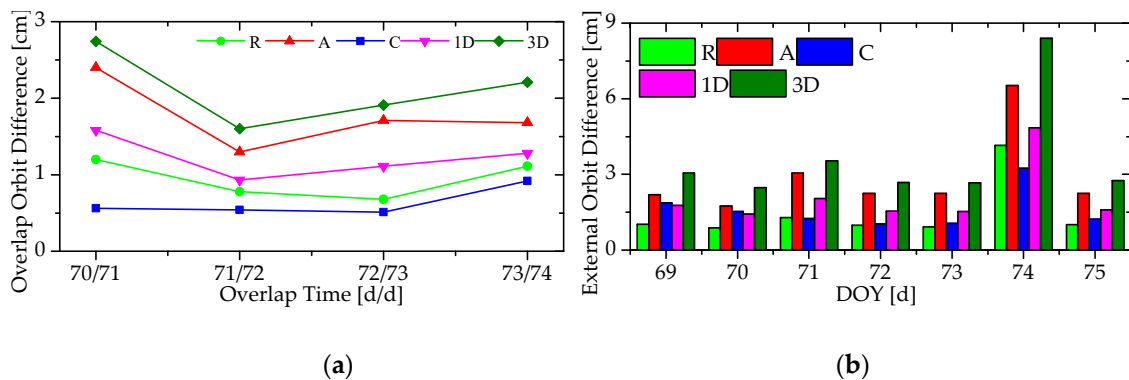 Overlap Orbit Difference [cm]
3
2
1
0
R A C 1D 3D
70/71 71/72 72/73 73/74
Overlap Time [d/d]
(a)
External Orbit Difference [cm]
9
6
3
0
R A C
1D 3D
69 70 71 72 73 74 75
DOY [d]
(b)